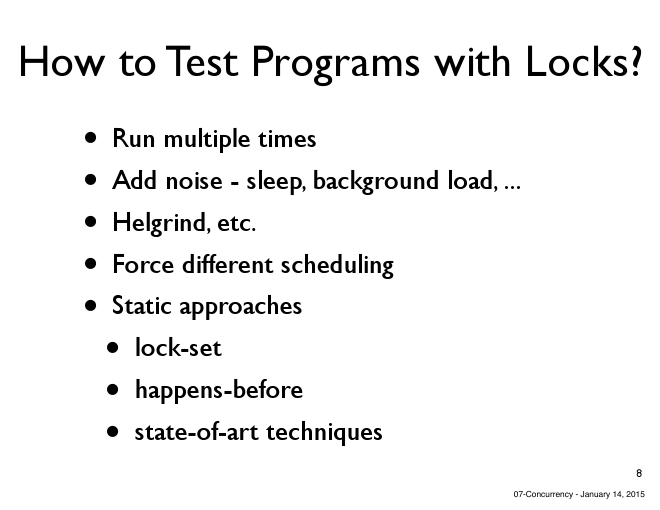 How to Test Programs with Locks?
• Run multiple times
• Add noise - sleep, background load, ...
• Helgrind, etc.
• Force different scheduling
• Static approaches
• lock-set
• happens-before
• state-of-art techniques
8
07-Concurrency - January 14, 2015